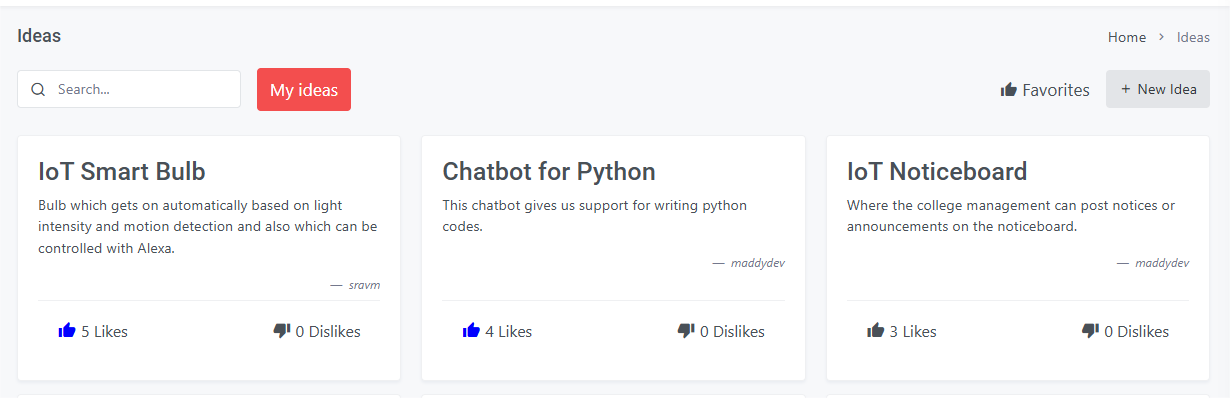 Ideas
Home > Ideas
Search...
My ideas
Favorites
+ New Idea
IoT Smart Bulb
Bulb which gets on automatically based on light
intensity and motion detection and also which can be
controlled with Alexa.
— sravm
5 Likes
0 Dislikes
Chatbot for Python
This chatbot gives us support for writing python
codes.
— maddydev
4 Likes
0 Dislikes
IoT Noticeboard
Where the college management can post notices or
announcements on the noticeboard.
— maddydev
3 Likes
0 Dislikes